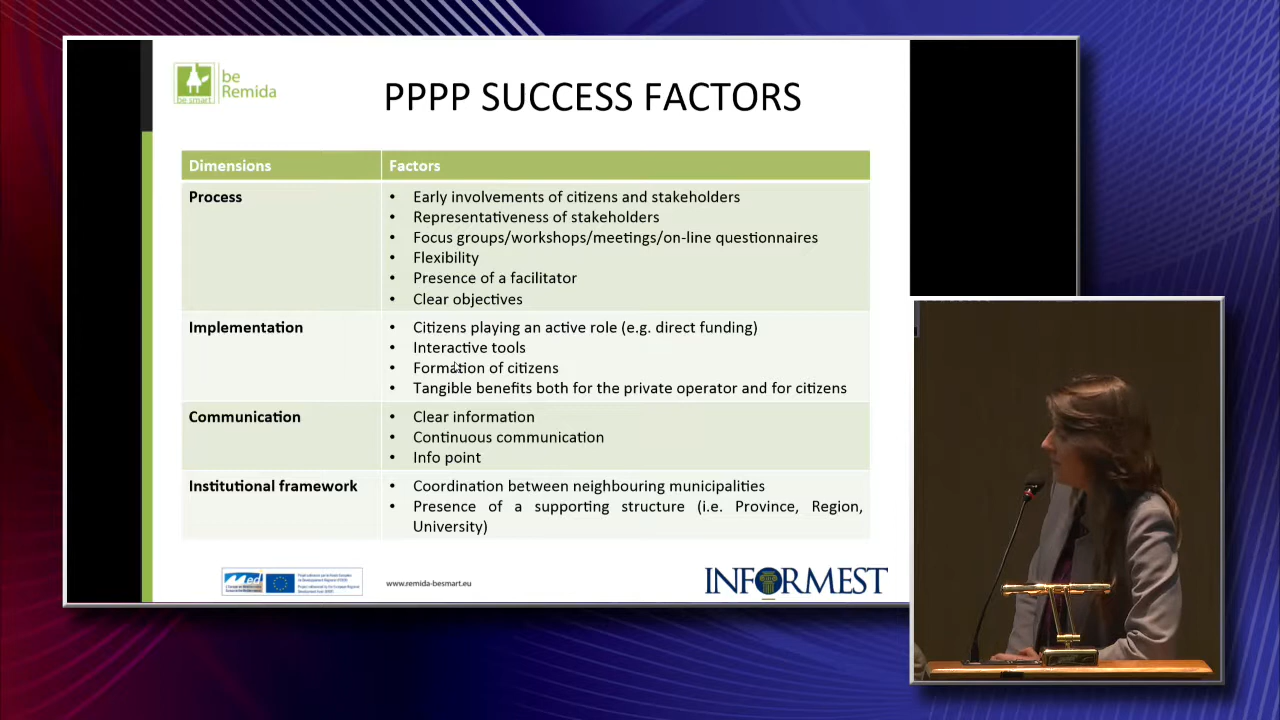 be
Remida
be smart
PPPP SUCCESS FACTORS
Dimensions
Factors
Process
• Early involvements of citizens and stakeholders
• Representativeness of stakeholders
• Focus groups/workshops/meetings/on-line questionnaires
• Flexibility
• Presence of a facilitator
• Clear objectives
Implementation
• Citizens playing an active role (e.g. direct funding)
• Interactive tools
• Formation of citizens
• Tangible benefits both for the private operator and for citizens
Communication
• Clear information
• Continuous communication
• Info point
Institutional framework
• Coordination between neighbouring municipalities
• Presence of a supporting structure (i.e. Province, Region,
University)
Med
www.remida-besmart.eu
INFORMEST